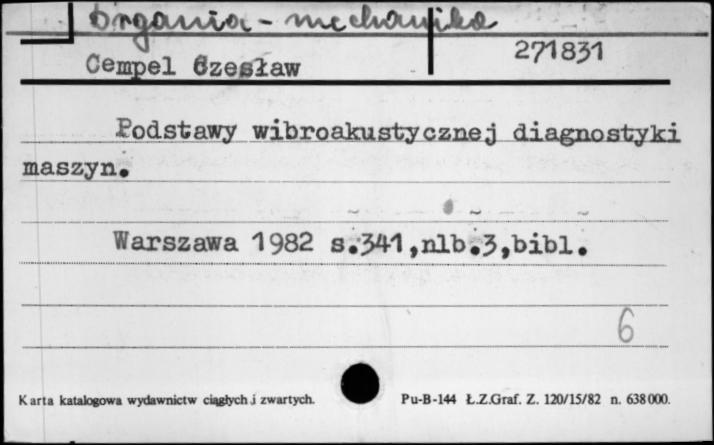 Drgania - mechanika
271831
Cempel Czesław
Podstawy wibroakustycznej diagnostyki
maszyn.
Warszawa 1982 s.341,nlb.3,bibl.
6
Karta katalogowa wydawnictw ciągłych i zwartych.
Pu-B-144 Ł.Z.Graf. Z. 120/15/82 n. 638000.